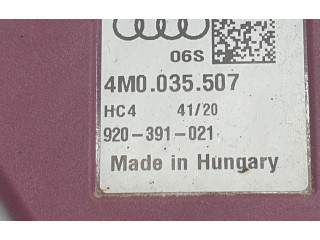 06S
4M0.035.507
HC4 41/20
920-391-021
Made in Hungary